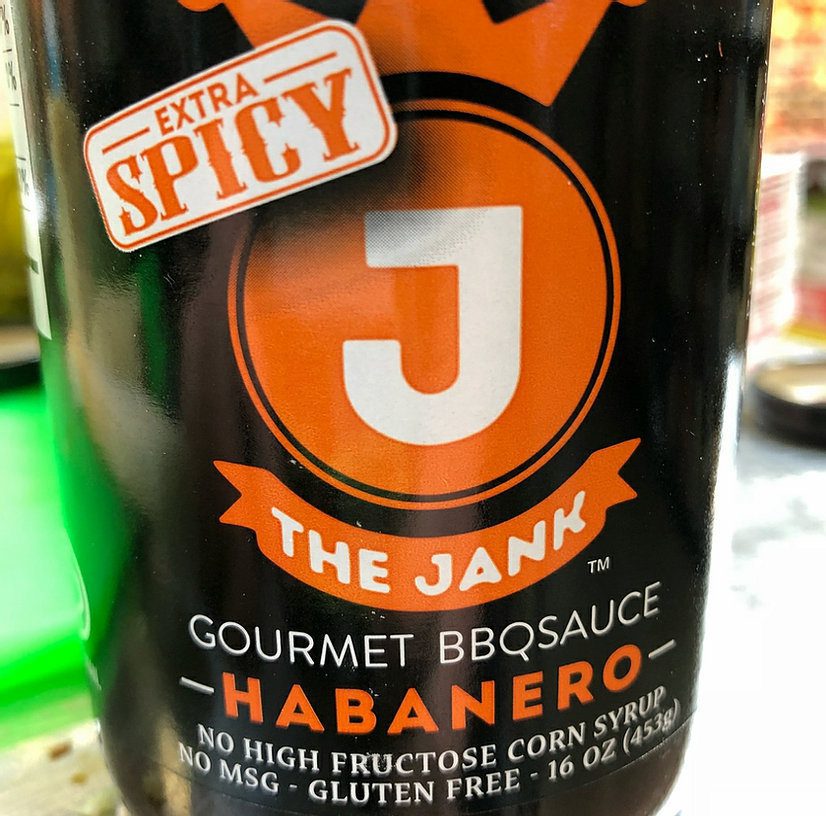 EXTRA
SPICY
J
THE JANK
TM
GOURMET BBQSAUCE
-HABANERO-
NO HIGH FRUCTOSE CORN SYRUP
NO MSG - GLUTEN FREE - 16 OZ (453g)